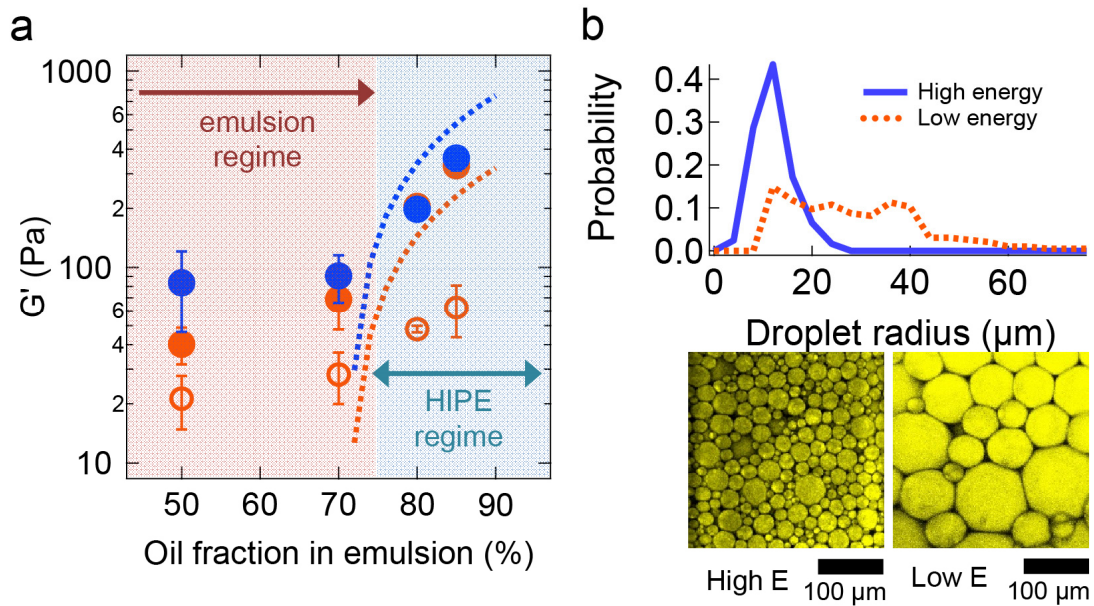 a
1000
6
4
2
100
6
4
2
10
G' (Pa)
emulsion
regime
HIPE
regime
50 60 70 80 90
Oil fraction in emulsion (%)
b
0.4
0.3
0.2
0.1
0.0
Probability
High energy
Low energy
0 20 40 60
Droplet radius (µm)
High E
100 µm
Low E
100 µm